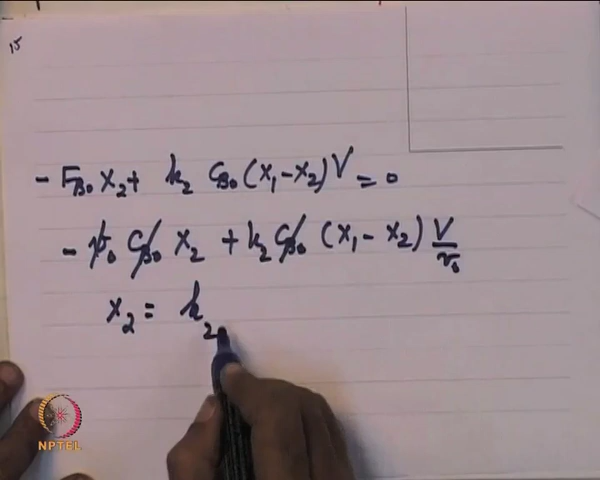 15
- F_B0 x_2 + k_2 C_B0 (x_1 - x_2) V = 0
- v_0 C_B0 x_2 + k_2 C_B0 (x_1 - x_2) V/v_0
x_2 = k_2
NPTEL